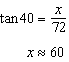 tan 40 = x/72
x ≈ 60